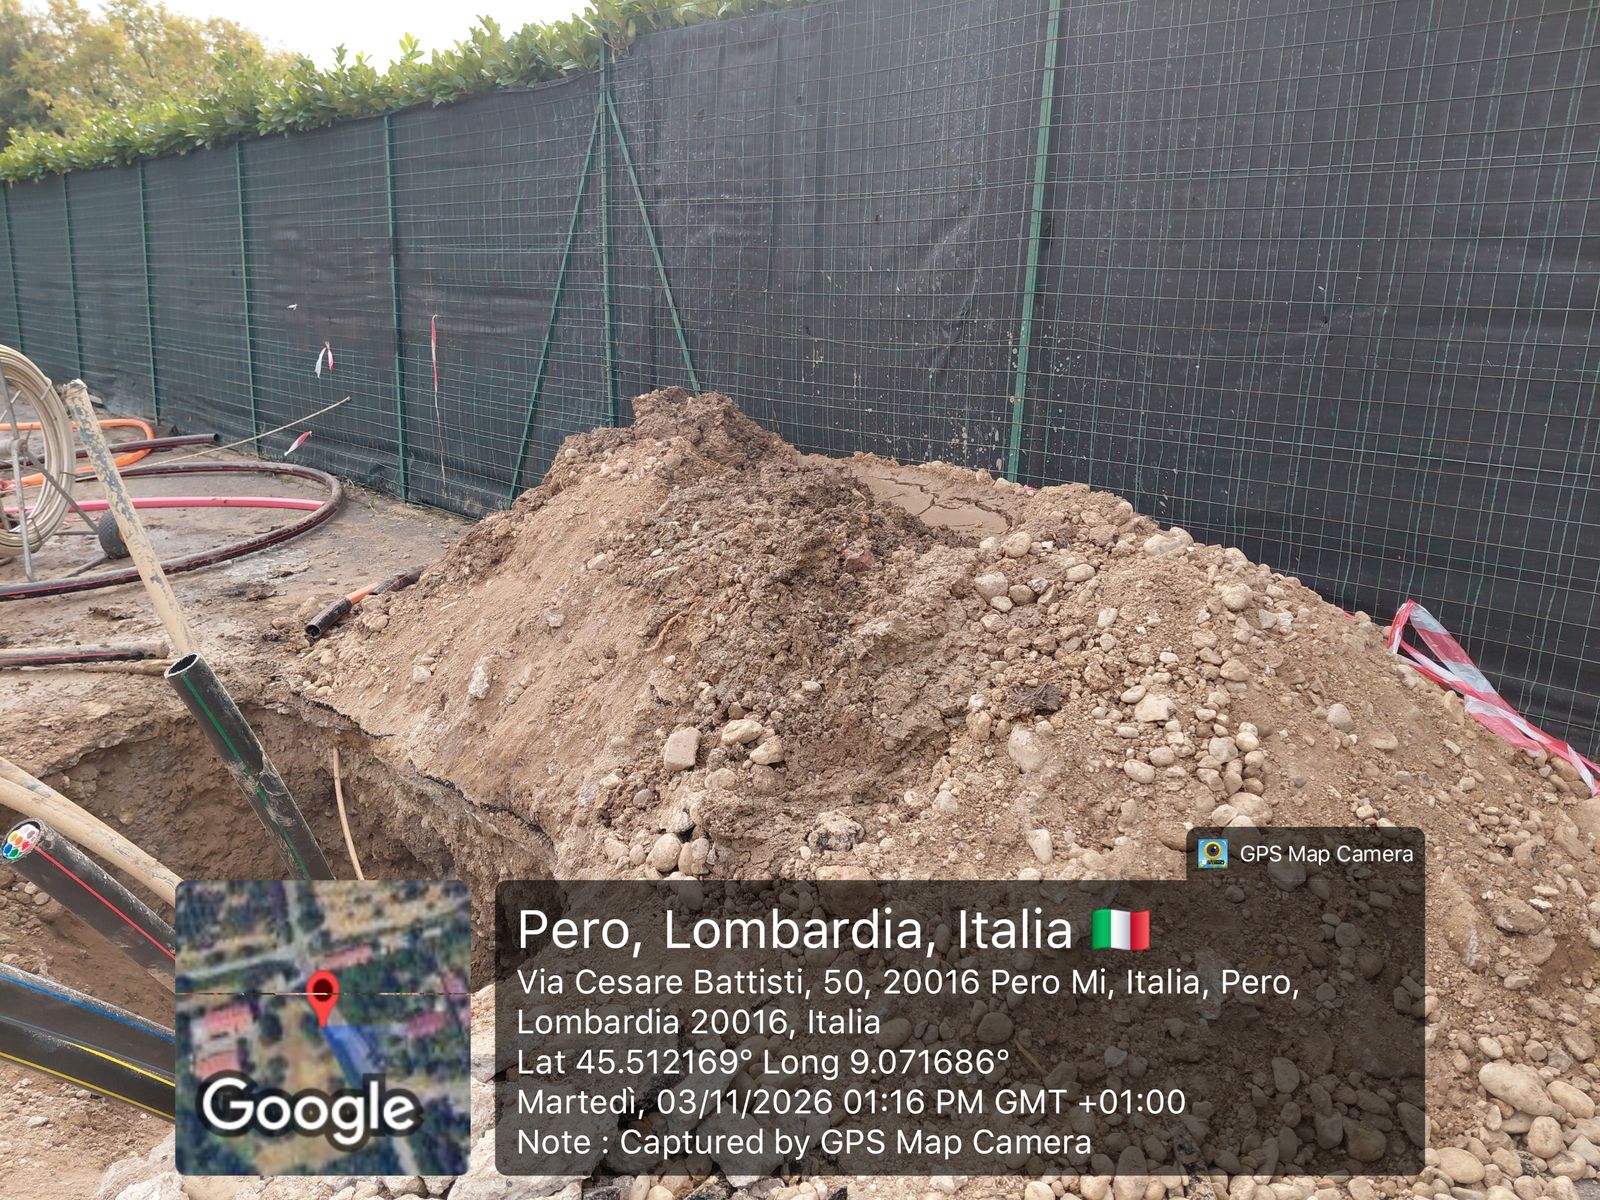 GPS Map Camera
Pero, Lombardia, Italia
Via Cesare Battisti, 50, 20016 Pero Mi, Italia, Pero,
Lombardia 20016, Italia
Lat 45.512169° Long 9.071686°
Martedì, 03/11/2026 01:16 PM GMT +01:00
Note : Captured by GPS Map Camera
Google